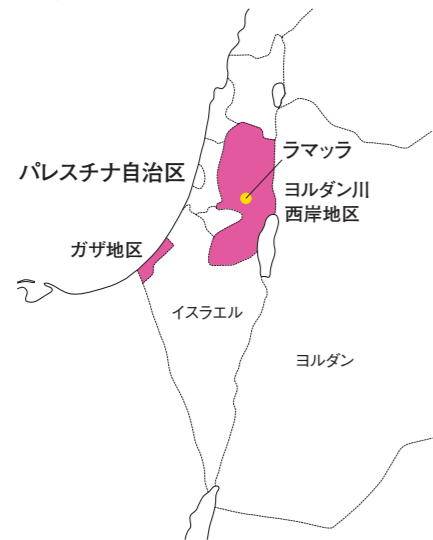 ラマッラ
パレスチナ自治区
ヨルダン川
西岸地区
ガザ地区
イスラエル
ヨルダン